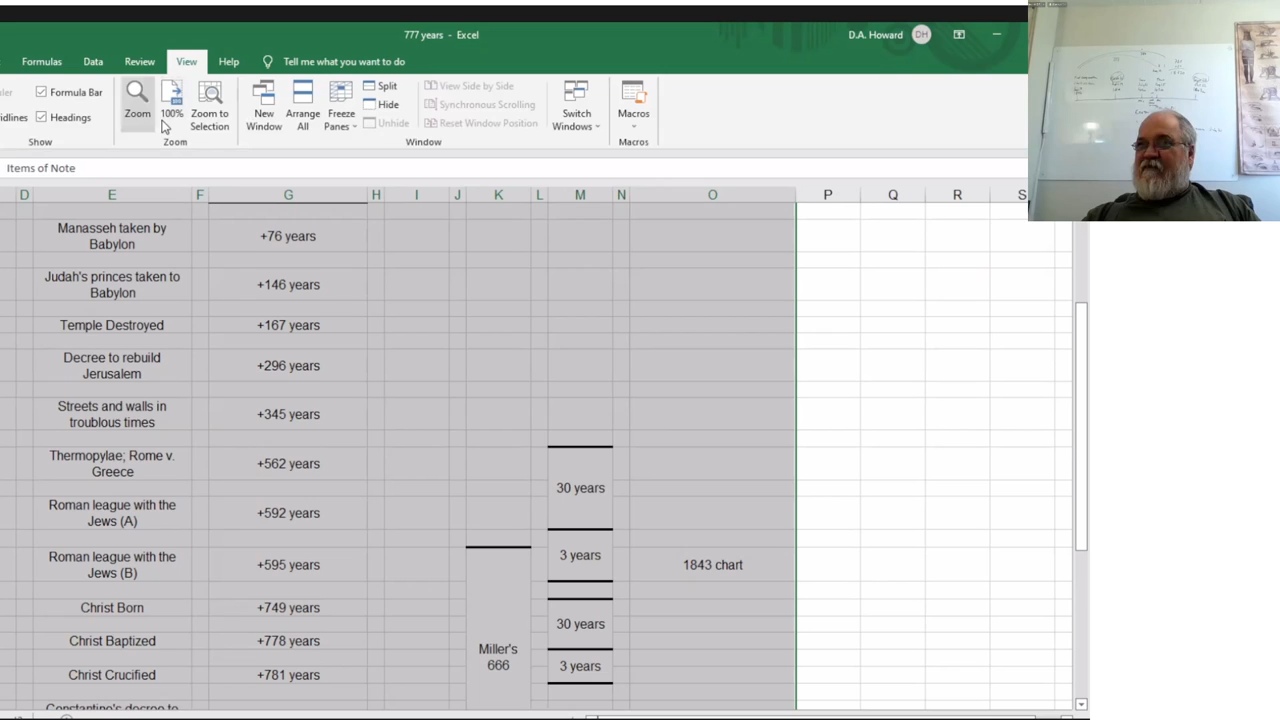 777 years - Excel
D.A. Howard
DH
Formulas
Data
Review
View
Help
Tell me what you want to do
Formula Bar
Headings
Show
Zoom
100%
Zoom to
Selection
Zoom
New
Window
Arrange
All
Freeze
Panes
Split
Hide
Unhide
View Side by Side
Synchronous Scrolling
Reset Window Position
Window
Switch
Windows
Macros
Macros
Items of Note
D E F G H I J K L M N O P Q R S
Manasseh taken by
Babylon
+76 years
Judah's princes taken to
Babylon
+146 years
Temple Destroyed
+167 years
Decree to rebuild
Jerusalem
+296 years
Streets and walls in
troublous times
+345 years
Thermopylae; Rome v.
Greece
+562 years
30 years
Roman league with the
Jews (A)
+592 years
Roman league with the
Jews (B)
+595 years
3 years
1843 chart
Christ Born
+749 years
30 years
Christ Baptized
+778 years
Miller's
666
Christ Crucified
+781 years
3 years
Constantine's decree to